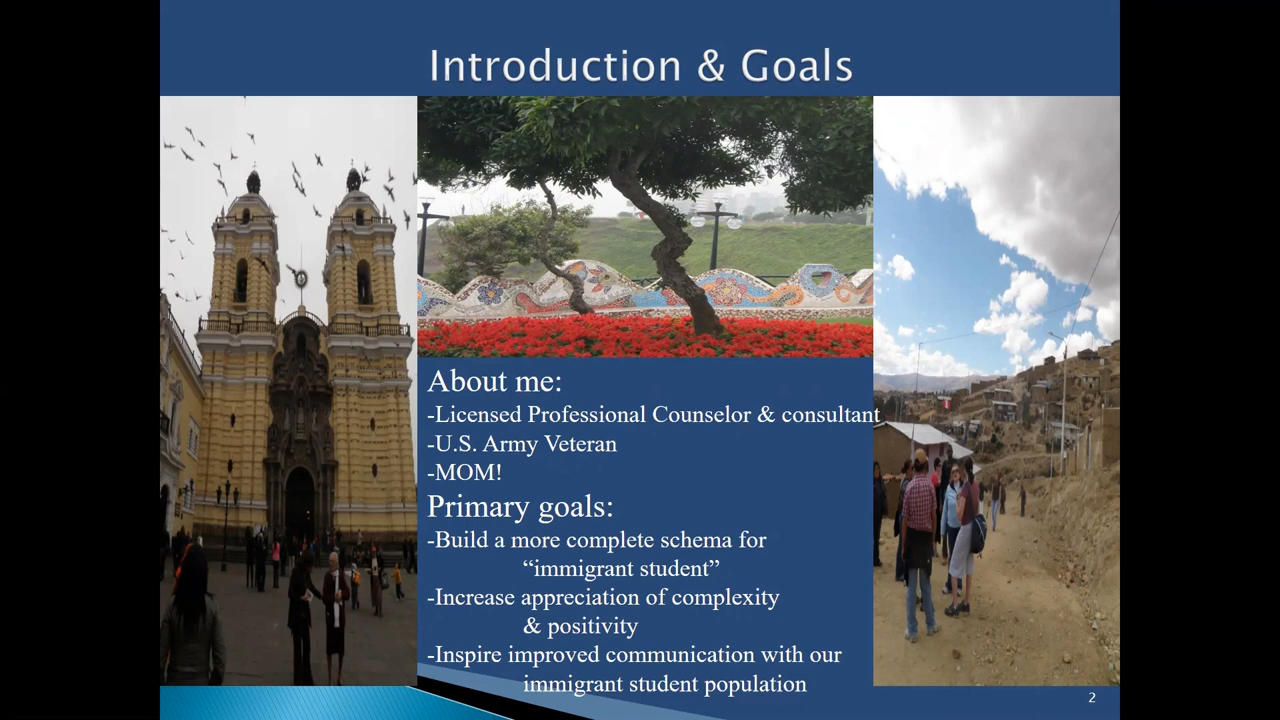 Introduction & Goals
About me:
-Licensed Professional Counselor & consultant
-U.S. Army Veteran
-MOM!
Primary goals:
-Build a more complete schema for
“immigrant student”
-Increase appreciation of complexity
& positivity
-Inspire improved communication with our
immigrant student population
2